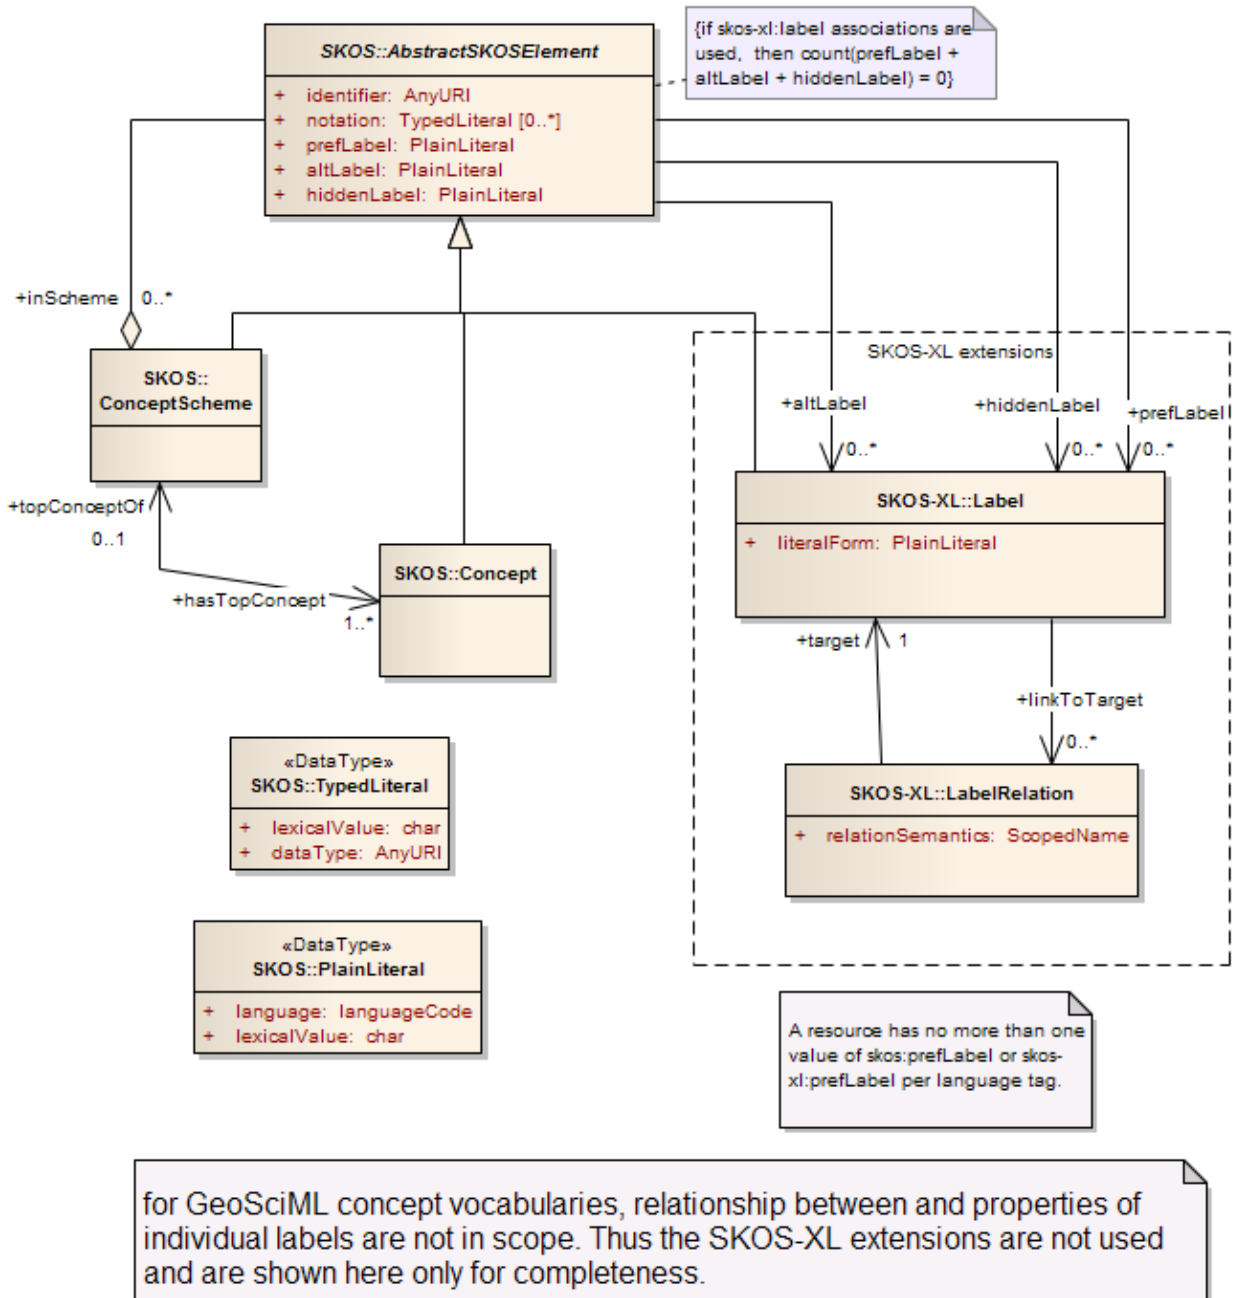 SKOS::AbstractSKOSElement
+ identifier: AnyURI
+ notation: TypedLiteral [0..*]
+ prefLabel: PlainLiteral
+ altLabel: PlainLiteral
+ hiddenLabel: PlainLiteral
{if skos-xl:label associations are
used, then count(prefLabel +
altLabel + hiddenLabel) = 0}
+inScheme 0..*
SKOS::
ConceptScheme
+topConceptOf
0..1
+hasTopConcept
1..*
SKOS::Concept
SKOS-XL extensions
+altLabel
0..*
+hiddenLabel
0..*
+prefLabel
0..*
SKOS-XL::Label
+ literalForm: PlainLiteral
+target 1
+linkToTarget
0..*
SKOS-XL::LabelRelation
+ relationSemantics: ScopedName
«DataType»
SKOS::TypedLiteral
+ lexicalValue: char
+ dataType: AnyURI
«DataType»
SKOS::PlainLiteral
+ language: languageCode
+ lexicalValue: char
A resource has no more than one
value of skos:prefLabel or skos-
xl:prefLabel per language tag.
for GeoSciML concept vocabularies, relationship between and properties of
individual labels are not in scope. Thus the SKOS-XL extensions are not used
and are shown here only for completeness.